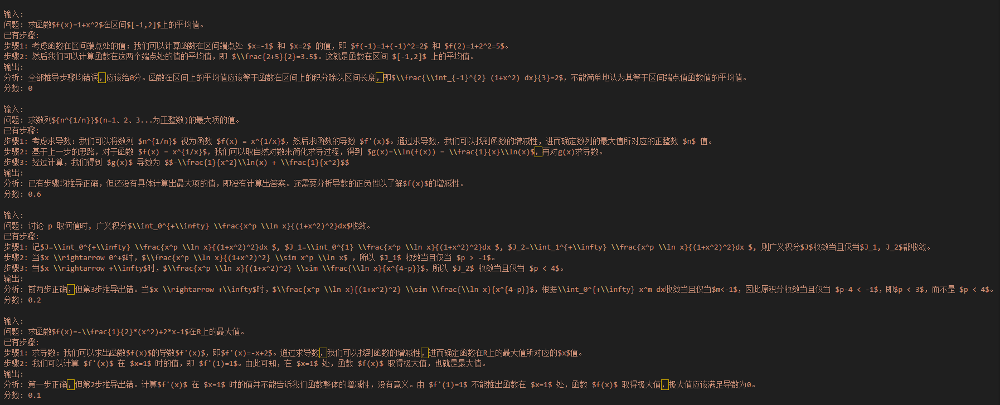 输入:
问题: 求函数$f(x)=1+x^2$在区间$[-1,2]$上的平均值。
已有步骤:
步骤1: 考虑函数在区间端点处的值：我们可以计算函数在区间端点处 $x=-1$ 和 $x=2$ 的值，即 $f(-1)=1+(-1)^2=2$ 和 $f(2)=1+2^2=5$。
步骤2: 然后我们可以计算函数在这两个端点处的值的平均值，即 $\\frac{2+5}{2}=3.5$。这就是函数在区间 $[-1,2]$ 上的平均值。
输出:
分析: 全部推导步骤均错误，应该给0分。函数在区间上的平均值应该等于函数在区间上的积分除以区间长度，即$\\frac{\\int_{-1}^{2} (1+x^2) dx}{3}=2$，不能简单地认为其等于区间端点值函数值的平均值。
分数: 0

输入:
问题: 求数列${n^{1/n}}$(n=1、2、3...为正整数)的最大项的值。
已有步骤:
步骤1: 考虑求导数：我们可以将数列 $n^{1/n}$ 视为函数 $f(x) = x^{1/x}$，然后求函数的导数 $f'(x)$。通过求导数，我们可以找到函数的增减性，进而确定数列的最大值所对应的正整数 $n$ 值。
步骤2: 基于上一步的思路，对于函数 $f(x) = x^{1/x}$，我们可以取自然对数来简化求导过程，得到 $g(x)=\\ln(f(x)) = \\frac{1}{x}\\ln(x)$，再对g(x)求导数。
步骤3: 经过计算，我们得到 $g(x)$ 导数为 $$-\\frac{1}{x^2}\\ln(x) + \\frac{1}{x^2}$$
输出:
分析: 已有步骤均推导正确，但还没有具体计算出最大项的值，即没有计算出答案。还需要分析导数的正负性以了解$f(x)$的增减性。
分数: 0.6

输入:
问题: 讨论 p 取何值时, 广义积分$\\int_0^{+\\infty} \\frac{x^p \\ln x}{(1+x^2)^2}dx$收敛。
已有步骤:
步骤1: 记$J=\\int_0^{+\\infty} \\frac{x^p \\ln x}{(1+x^2)^2}dx $, $J_1=\\int_0^{1} \\frac{x^p \\ln x}{(1+x^2)^2}dx $, $J_2=\\int_1^{+\\infty} \\frac{x^p \\ln x}{(1+x^2)^2}dx $, 则广义积分$J$收敛当且仅当$J_1, J_2$都收敛。
步骤2: 当$x \\rightarrow 0^+$时，$\\frac{x^p \\ln x}{(1+x^2)^2} \\sim x^p \\ln x$ ，所以 $J_1$ 收敛当且仅当 $p > -1$。
步骤3: 当$x \\rightarrow +\\infty$时，$\\frac{x^p \\ln x}{(1+x^2)^2} \\sim \\frac{\\ln x}{x^{4-p}}$，所以 $J_2$ 收敛当且仅当 $p < 4$。
输出:
分析: 前两步正确，但第3步推导出错。当$x \\rightarrow +\\infty$时，$\\frac{x^p \\ln x}{(1+x^2)^2} \\sim \\frac{\\ln x}{x^{4-p}}$，根据\\int_0^{+\\infty} x^m dx收敛当且仅当$m<-1$，因此原积分收敛当且仅当 $p-4 < -1$，即$p < 3$，而不是 $p < 4$。
分数: 0.2

输入:
问题: 求函数$f(x)=-\\frac{1}{2}*(x^2)+2*x-1$在R上的最大值。
已有步骤:
步骤1: 求导数：我们可以求出函数$f(x)$的导数$f'(x)$，即$f'(x)=-x+2$。通过求导数，我们可以找到函数的增减性，进而确定函数在R上的最大值所对应的$x$值。
步骤2: 我们可以计算 $f'(x)$ 在 $x=1$ 时的值，即 $f'(1)=1$。由此可知，在 $x=1$ 处，函数 $f(x)$ 取得极大值，也就是最大值。
输出:
分析: 第一步正确，但第2步推导出错。计算$f'(x)$ 在 $x=1$ 时的值并不能告诉我们函数整体的增减性，没有意义。由 $f'(1)=1$ 不能推出函数在 $x=1$ 处，函数 $f(x)$ 取得极大值，极大值应该满足导数为0。
分数: 0.1